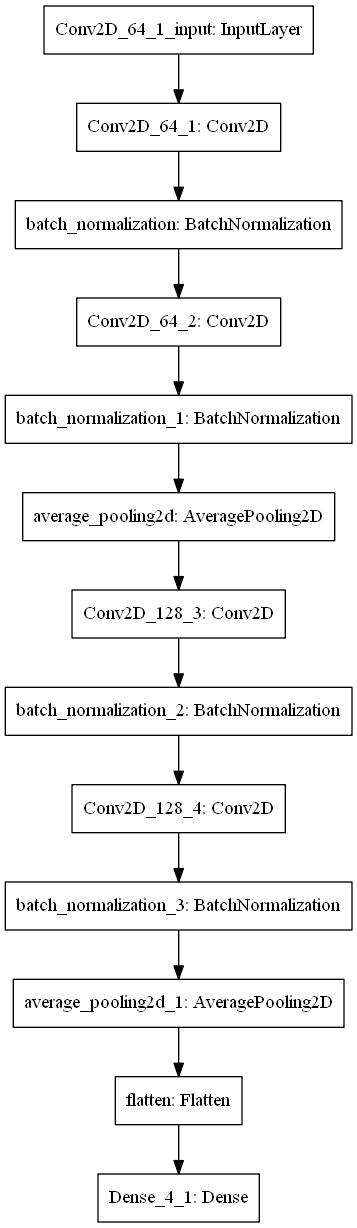 Conv2D_64_1_input: InputLayer
Conv2D_64_1: Conv2D
batch_normalization: BatchNormalization
Conv2D_64_2: Conv2D
batch_normalization_1: BatchNormalization
average_pooling2d: AveragePooling2D
Conv2D_128_3: Conv2D
batch_normalization_2: BatchNormalization
Conv2D_128_4: Conv2D
batch_normalization_3: BatchNormalization
average_pooling2d_1: AveragePooling2D
flatten: Flatten
Dense_4_1: Dense